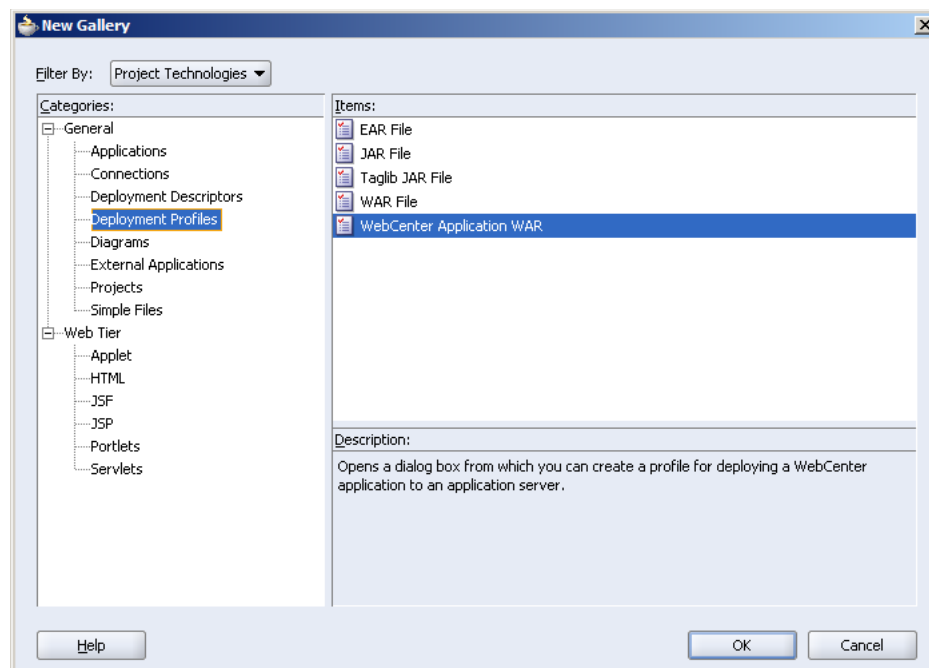 New Gallery
Filter By: Project Technologies
Categories:
General
Applications
Connections
Deployment Descriptors
Deployment Profiles
Diagrams
External Applications
Projects
Simple Files
Web Tier
Applet
HTML
JSF
JSP
Portlets
Servlets
Items:
EAR File
JAR File
Taglib JAR File
WAR File
WebCenter Application WAR
Description:
Opens a dialog box from which you can create a profile for deploying a WebCenter
application to an application server.
Help
OK
Cancel